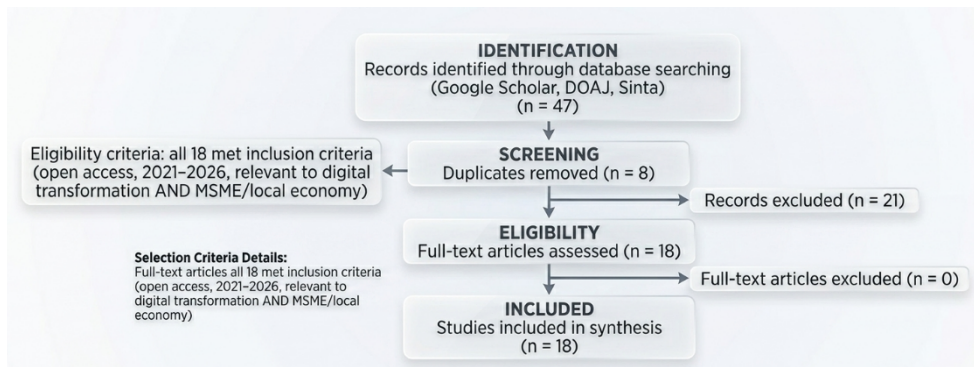 IDENTIFICATION
Records identified through database searching
(Google Scholar, DOAJ, Sinta)
(n = 47)
Eligibility criteria: all 18 met inclusion criteria
(open access, 2021–2026, relevant to digital
transformation AND MSME/local economy)
SCREENING
Duplicates removed (n = 8)
Records excluded (n = 21)
ELIGIBILITY
Full-text articles assessed (n = 18)
Selection Criteria Details:
Full-text articles all 18 met inclusion criteria
(open access, 2021–2026, relevant to
digital transformation AND MSME/local
economy)
Full-text articles excluded (n = 0)
INCLUDED
Studies included in synthesis
(n = 18)